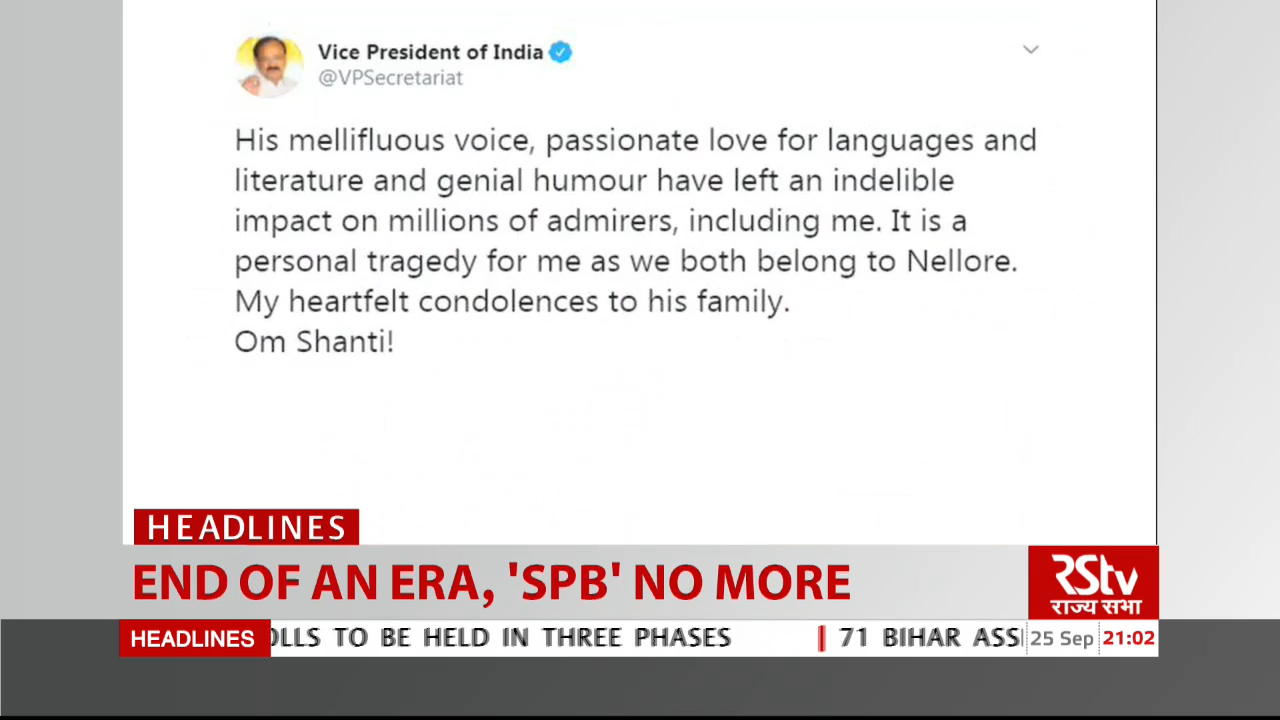 Vice President of India
@VPSecretariat
His mellifluous voice, passionate love for languages and
literature and genial humour have left an indelible
impact on millions of admirers, including me. It is a
personal tragedy for me as we both belong to Nellore.
My heartfelt condolences to his family.
Om Shanti!
HEADLINES
END OF AN ERA, 'SPB' NO MORE
RStv
राज्य सभा
HEADLINES OLLS TO BE HELD IN THREE PHASES | 71 BIHAR ASS 25 Sep 21:02